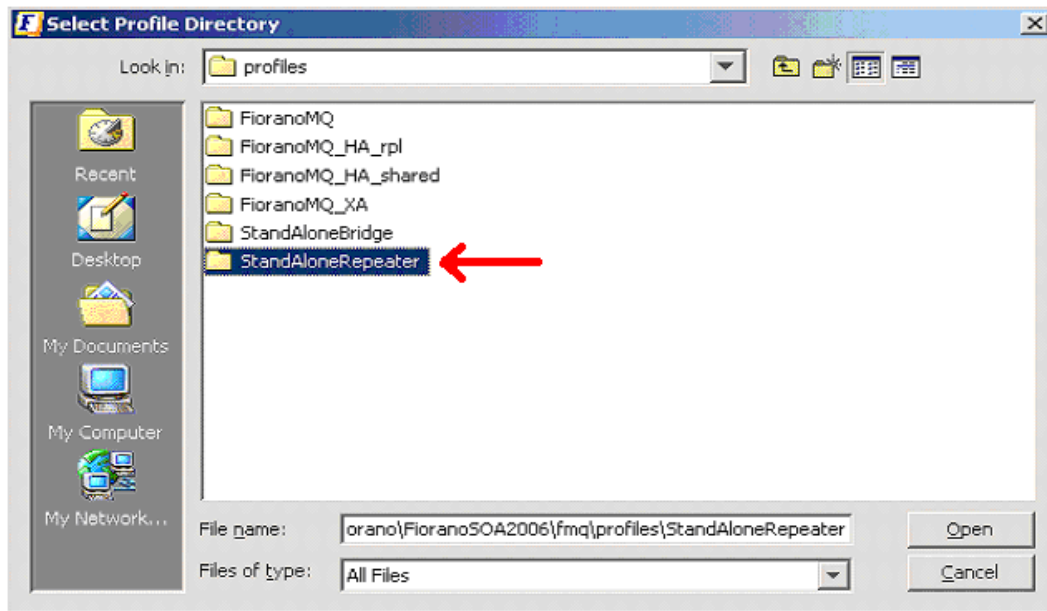 Select Profile Directory
Look in: profiles
FioranoMQ
FioranoMQ_HA_rpl
FioranoMQ_HA_shared
FioranoMQ_XA
StandAloneBridge
StandAloneRepeater
Recent
Desktop
My Documents
My Computer
My Network...
File name: orano\FioranoSOA2006\fmq\profiles\StandAloneRepeater Open
Files of type: All Files Cancel